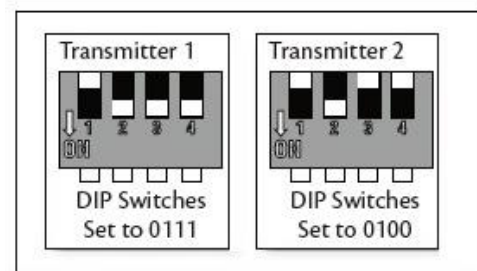 Transmitter 1
1 2 3 4
ON
DIP Switches
Set to 0111
Transmitter 2
1 2 3 4
ON
DIP Switches
Set to 0100